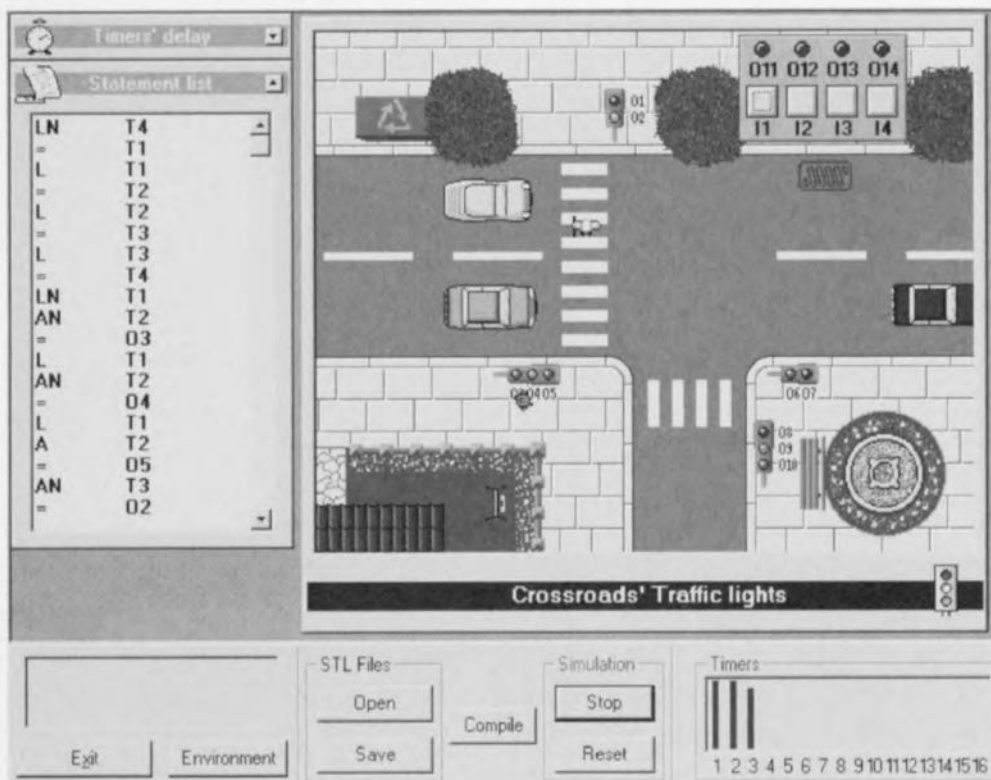 Timers' delay
Statement list
LN T4
= T1
L T1
= T2
L T2
= T3
L T3
= T4
LN T1
AN T2
= O3
L T1
AN T2
= O4
L T1
A T2
= O5
AN T3
= O2
O1
O2
O11 O12 O13 O14
I1 I2 I3 I4
O4 O5
O6 O7
O8
O9
O10
Crossroads' Traffic lights
STL Files
Open
Save
Compile
Simulation
Stop
Reset
Timers
1 2 3 4 5 6 7 8 9 10 11 12 13 14 15 16
Exit
Environment